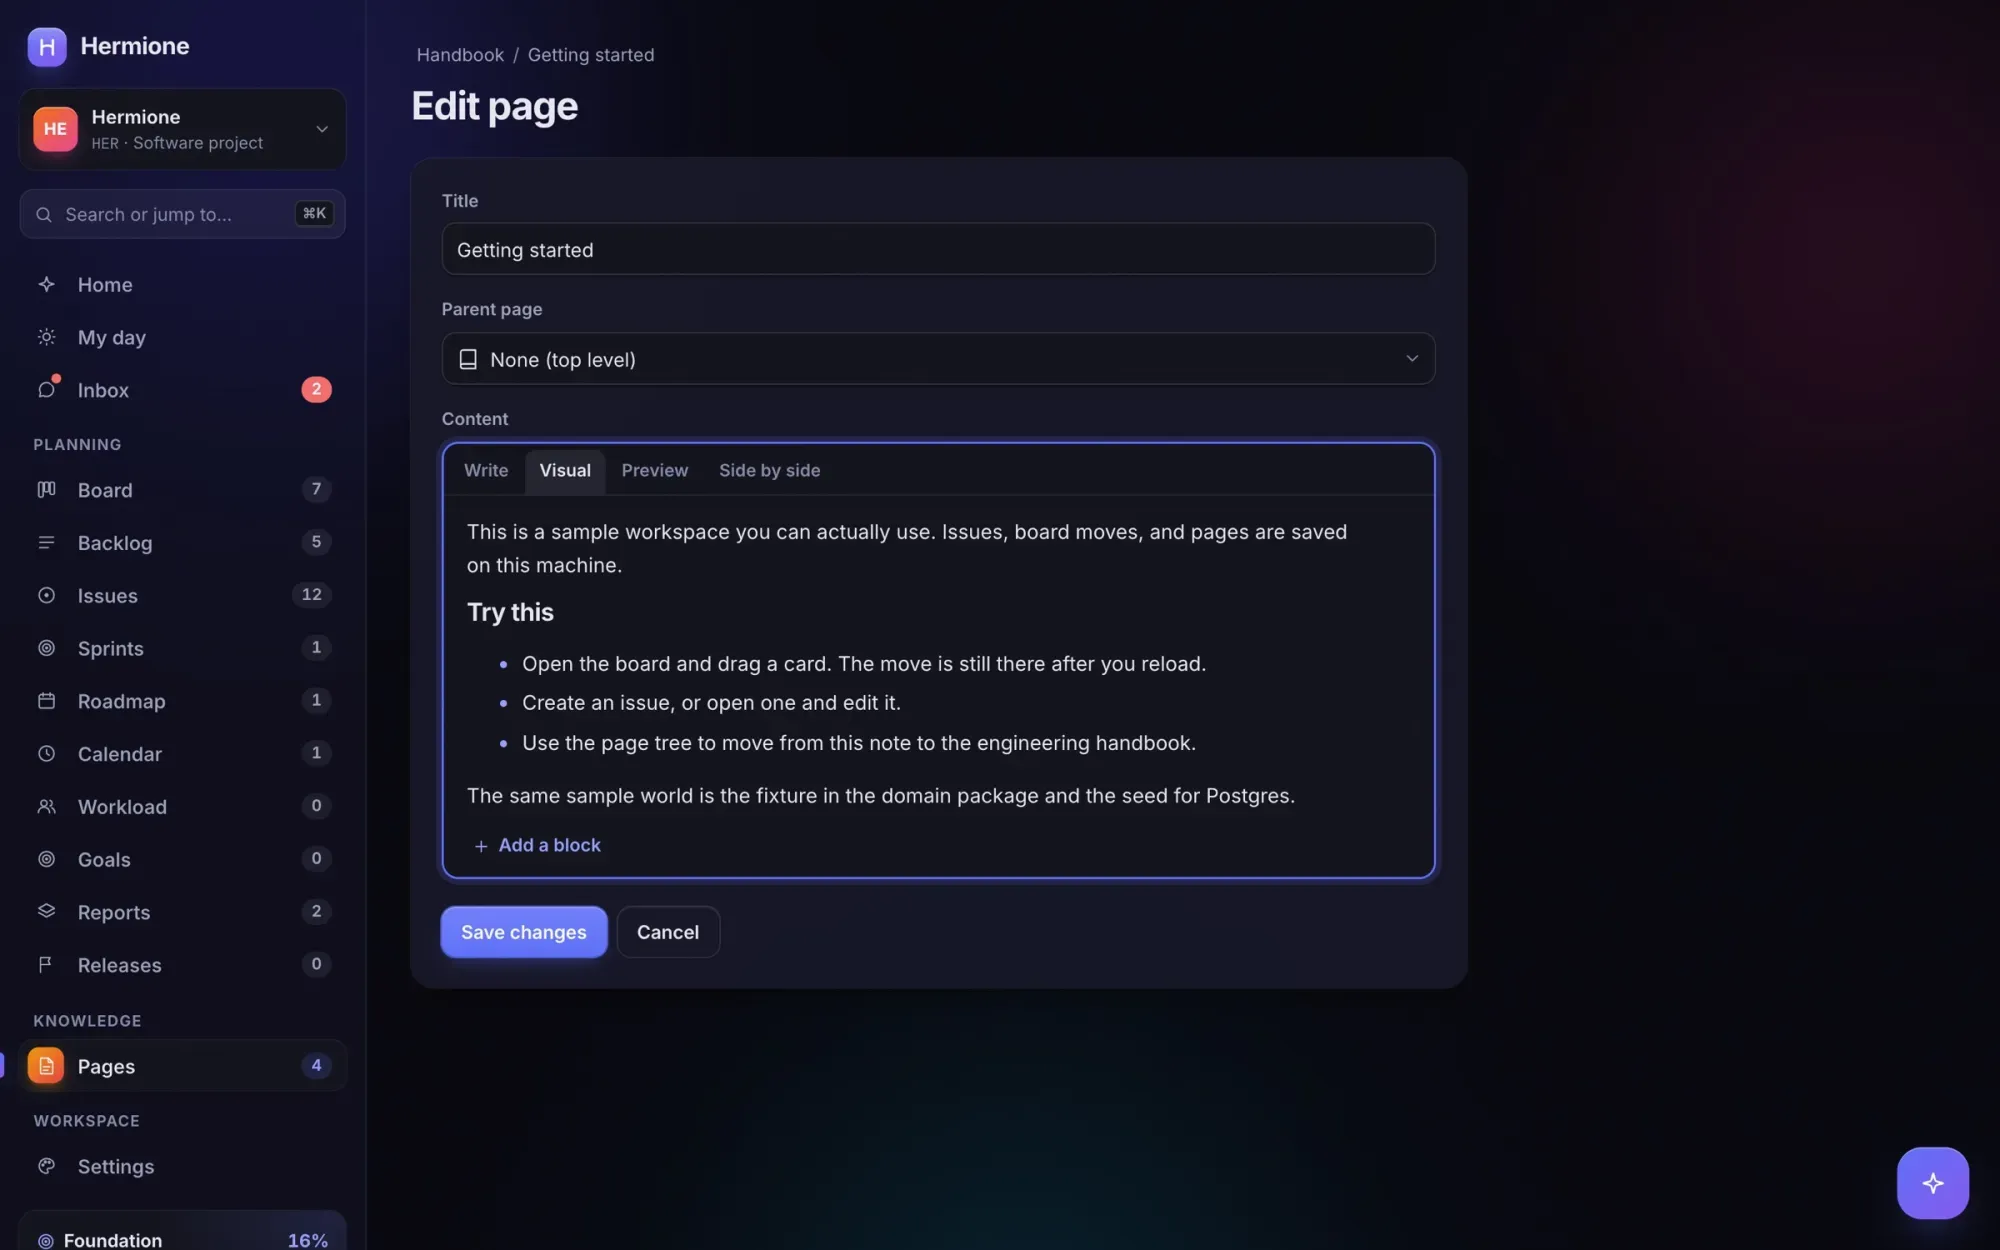 H Hermione
HE Hermione
HER · Software project
Search or jump to... ⌘K
Home
My day
Inbox 2
PLANNING
Board 7
Backlog 5
Issues 12
Sprints 1
Roadmap 1
Calendar 1
Workload 0
Goals 0
Reports 2
Releases 0
KNOWLEDGE
Pages 4
WORKSPACE
Settings
Foundation 16%
Handbook / Getting started
Edit page
Title
Getting started
Parent page
None (top level)
Content
Write Visual Preview Side by side
This is a sample workspace you can actually use. Issues, board moves, and pages are saved
on this machine.
Try this
• Open the board and drag a card. The move is still there after you reload.
• Create an issue, or open one and edit it.
• Use the page tree to move from this note to the engineering handbook.
The same sample world is the fixture in the domain package and the seed for Postgres.
+ Add a block
Save changes Cancel